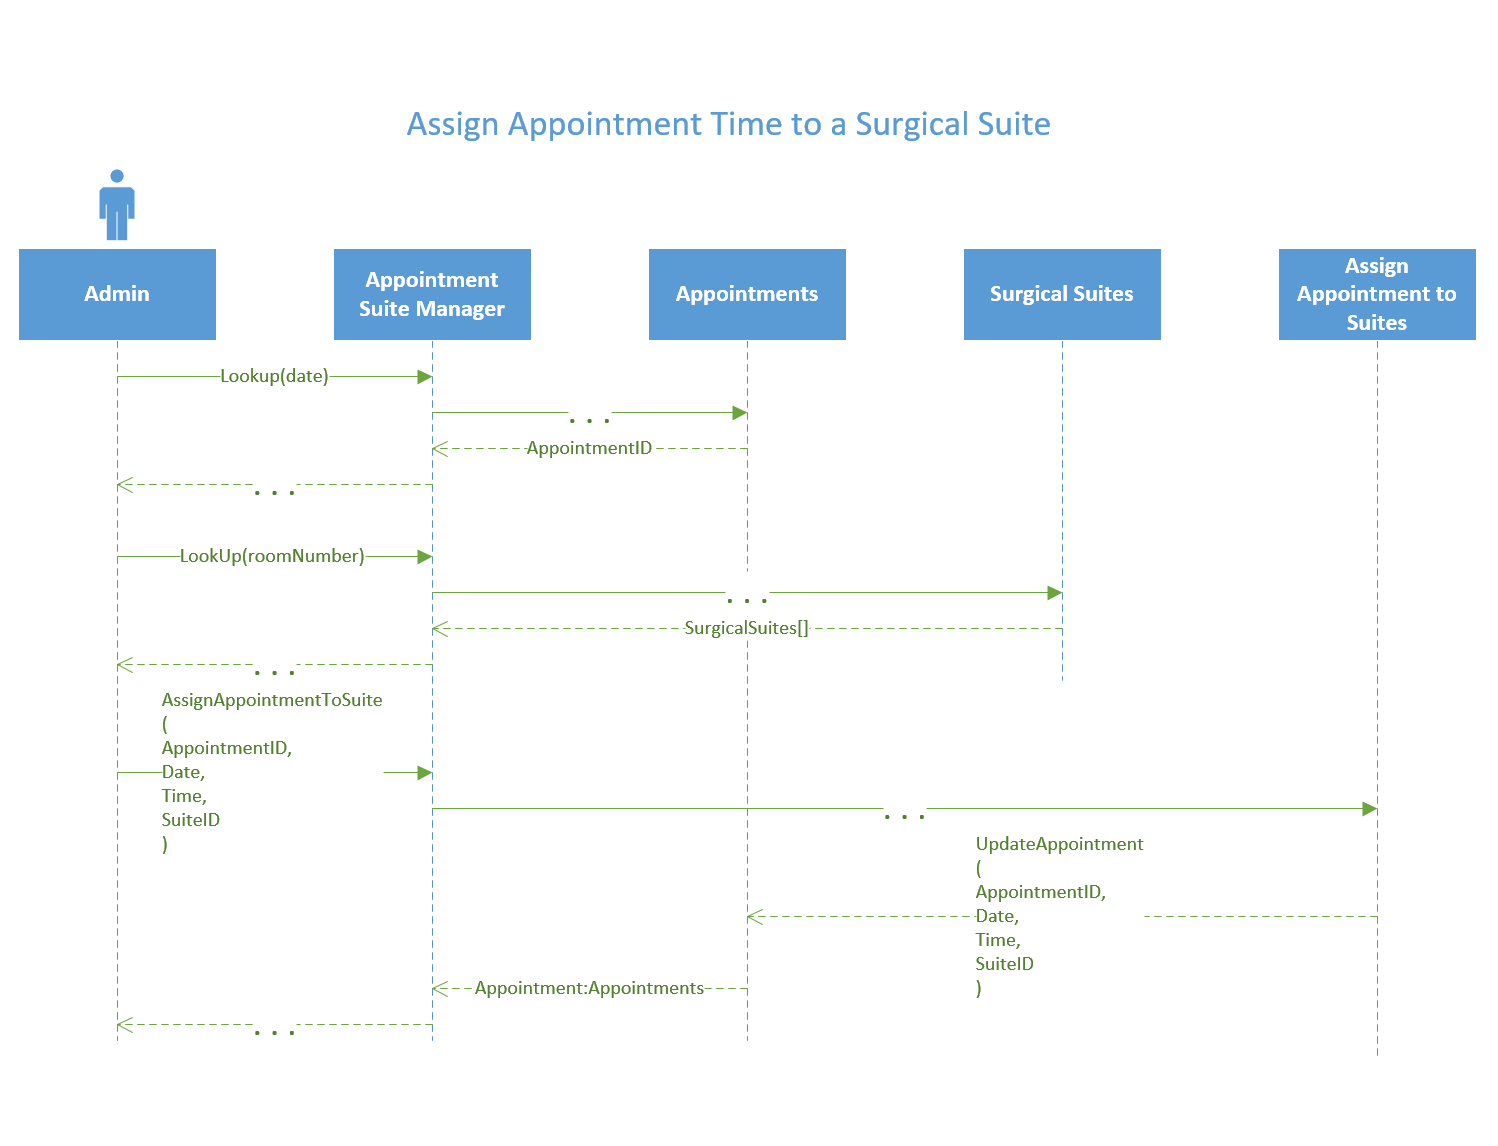 Assign Appointment Time to a Surgical Suite
Admin
Appointment
Suite Manager
Appointments
Surgical Suites
Assign
Appointment to
Suites
Lookup(date)
. . .
AppointmentID
. . .
LookUp(roomNumber)
. . .
SurgicalSuites[]
. . .
AssignAppointmentToSuite
(
AppointmentID,
Date,
Time,
SuiteID
)
. . .
UpdateAppointment
(
AppointmentID,
Date,
Time,
SuiteID
)
Appointment:Appointments
. . .